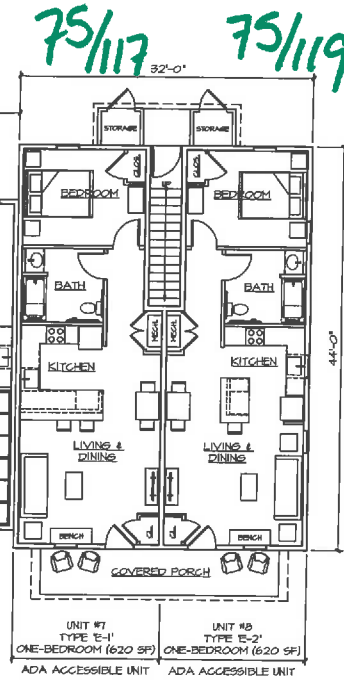 75/117 75/119
32'-0"
STORAGE STORAGE
CLOS. CLOS.
UP
BEDROOM BEDROOM
BATH BATH
MECH. MECH.
44'-0"
KITCHEN KITCHEN
LIVING & DINING LIVING & DINING
CL. CL.
BENCH BENCH
COVERED PORCH
UNIT #7 UNIT #8
TYPE 'E-1' TYPE 'E-2'
ONE-BEDROOM (620 SF) ONE-BEDROOM (620 SF)
ADA ACCESSIBLE UNIT ADA ACCESSIBLE UNIT